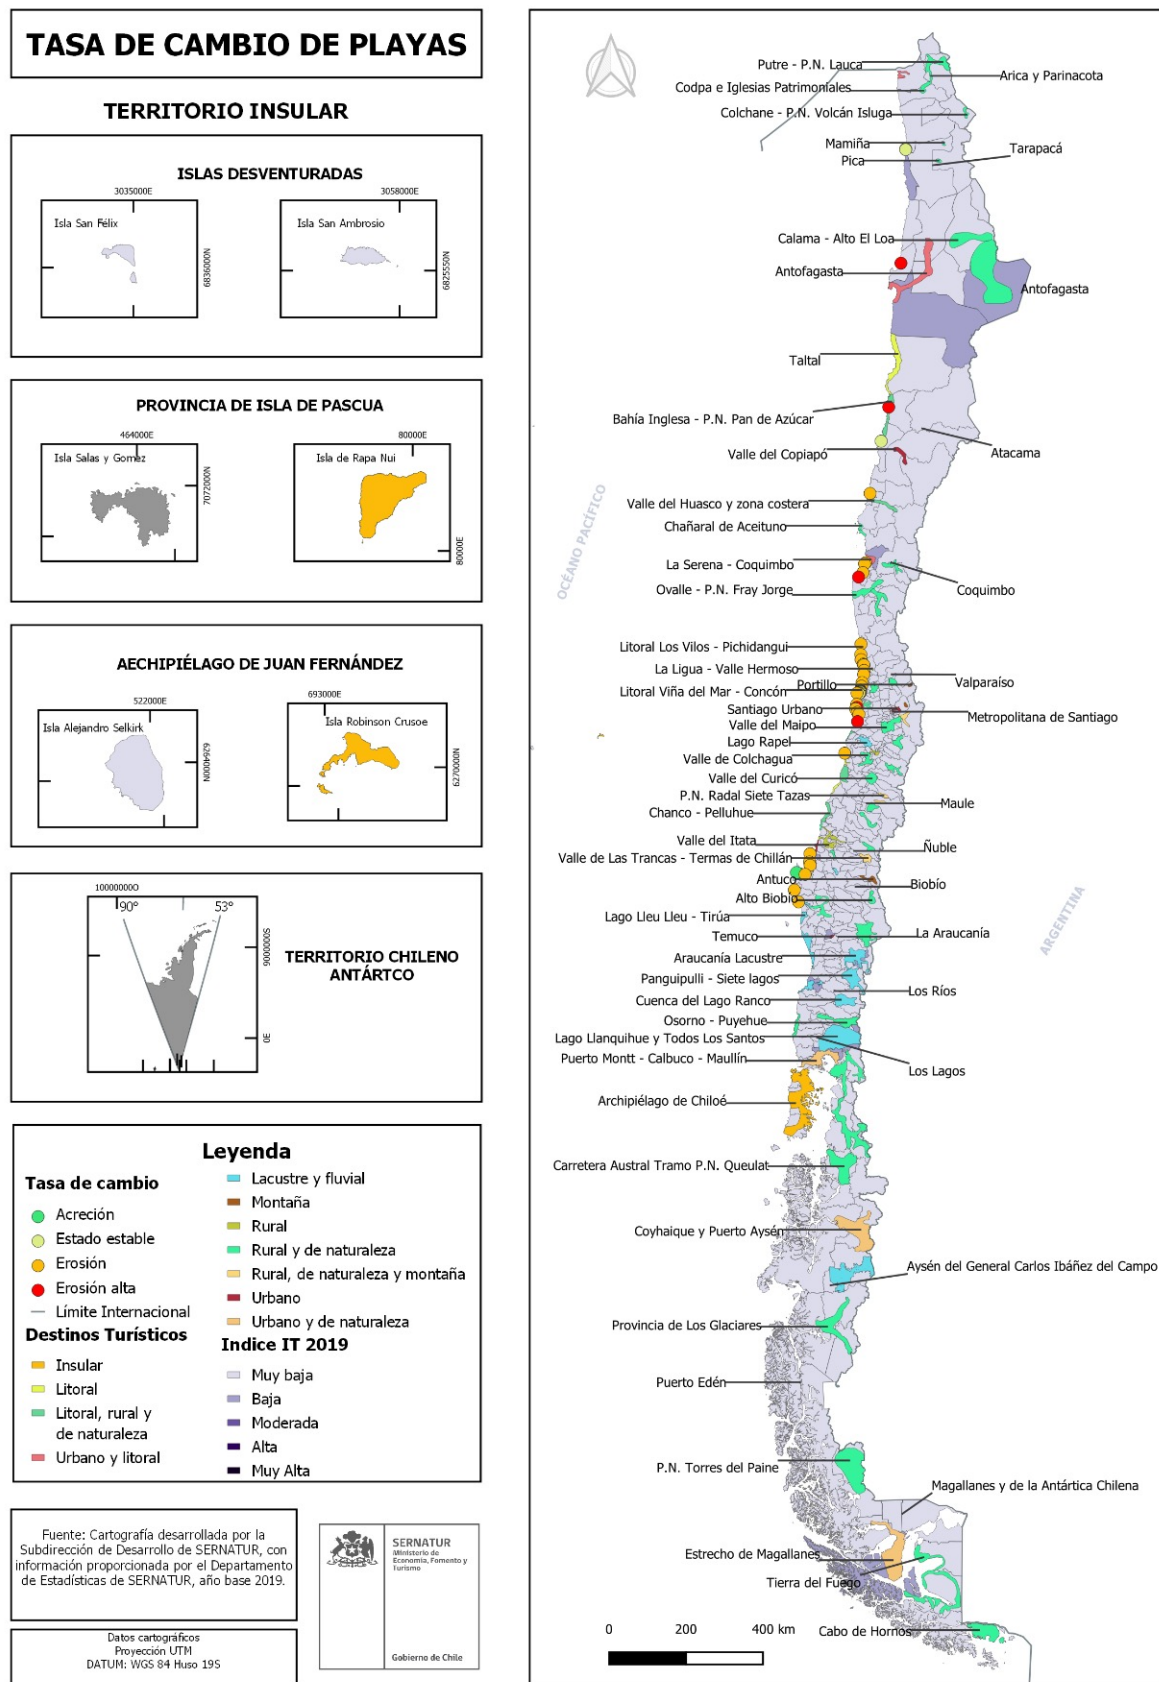 TASA DE CAMBIO DE PLAYAS
TERRITORIO INSULAR
ISLAS DESVENTURADAS
3035000E
Isla San Félix
6836000N
3058000E
Isla San Ambrosio
6825550N
PROVINCIA DE ISLA DE PASCUA
464000E
Isla Salas y Gomez
7072000N
80000E
Isla de Rapa Nui
80000E
AECHIPIÉLAGO DE JUAN FERNÁNDEZ
522000E
Isla Alejandro Selkirk
6264000N
693000E
Isla Robinson Crusoe
6270000N
10000000O
90°
53°
9000000S
0E
TERRITORIO CHILENO
ANTÁRTCO
Leyenda
Tasa de cambio
Acreción
Estado estable
Erosión
Erosión alta
Límite Internacional
Destinos Turísticos
Insular
Litoral
Litoral, rural y
de naturaleza
Urbano y litoral
Lacustre y fluvial
Montaña
Rural
Rural y de naturaleza
Rural, de naturaleza y montaña
Urbano
Urbano y de naturaleza
Indice IT 2019
Muy baja
Baja
Moderada
Alta
Muy Alta
Fuente: Cartografía desarrollada por la
Subdirección de Desarrollo de SERNATUR, con
información proporcionada por el Departamento
de Estadísticas de SERNATUR, año base 2019.
Datos cartográficos
Proyección UTM
DATUM: WGS 84 Huso 19S
SERNATUR
Ministerio de
Economía, Fomento y
Turismo
Gobierno de Chile
Putre - P.N. Lauca
Arica y Parinacota
Codpa e Iglesias Patrimoniales
Colchane - P.N. Volcán Isluga
Mamiña
Tarapacá
Pica
Calama - Alto El Loa
Antofagasta
Antofagasta
Taltal
Bahía Inglesa - P.N. Pan de Azúcar
Atacama
Valle del Copiapó
OCÉANO PACÍFICO
Valle del Huasco y zona costera
Chañaral de Aceituno
La Serena - Coquimbo
Coquimbo
Ovalle - P.N. Fray Jorge
Litoral Los Vilos - Pichidangui
La Ligua - Valle Hermoso
Portillo
Valparaíso
Litoral Viña del Mar - Concón
Santiago Urbano
Metropolitana de Santiago
Valle del Maipo
Lago Rapel
Valle de Colchagua
Valle del Curicó
P.N. Radal Siete Tazas
Maule
Chanco - Pelluhue
Valle del Itata
Ñuble
Valle de Las Trancas - Termas de Chillán
Antuco
Biobío
Alto Biobio
ARGENTINA
Lago Lleu Lleu - Tirúa
Temuco
La Araucanía
Araucanía Lacustre
Panguipulli - Siete lagos
Los Ríos
Cuenca del Lago Ranco
Osorno - Puyehue
Lago Llanquihue y Todos Los Santos
Puerto Montt - Calbuco - Maullín
Los Lagos
Archipiélago de Chiloé
Carretera Austral Tramo P.N. Queulat
Coyhaique y Puerto Aysén
Aysén del General Carlos Ibáñez del Campo
Provincia de Los Glaciares
Puerto Edén
P.N. Torres del Paine
Magallanes y de la Antártica Chilena
Estrecho de Magallanes
Tierra del Fuego
Cabo de Hornos
0 200 400 km